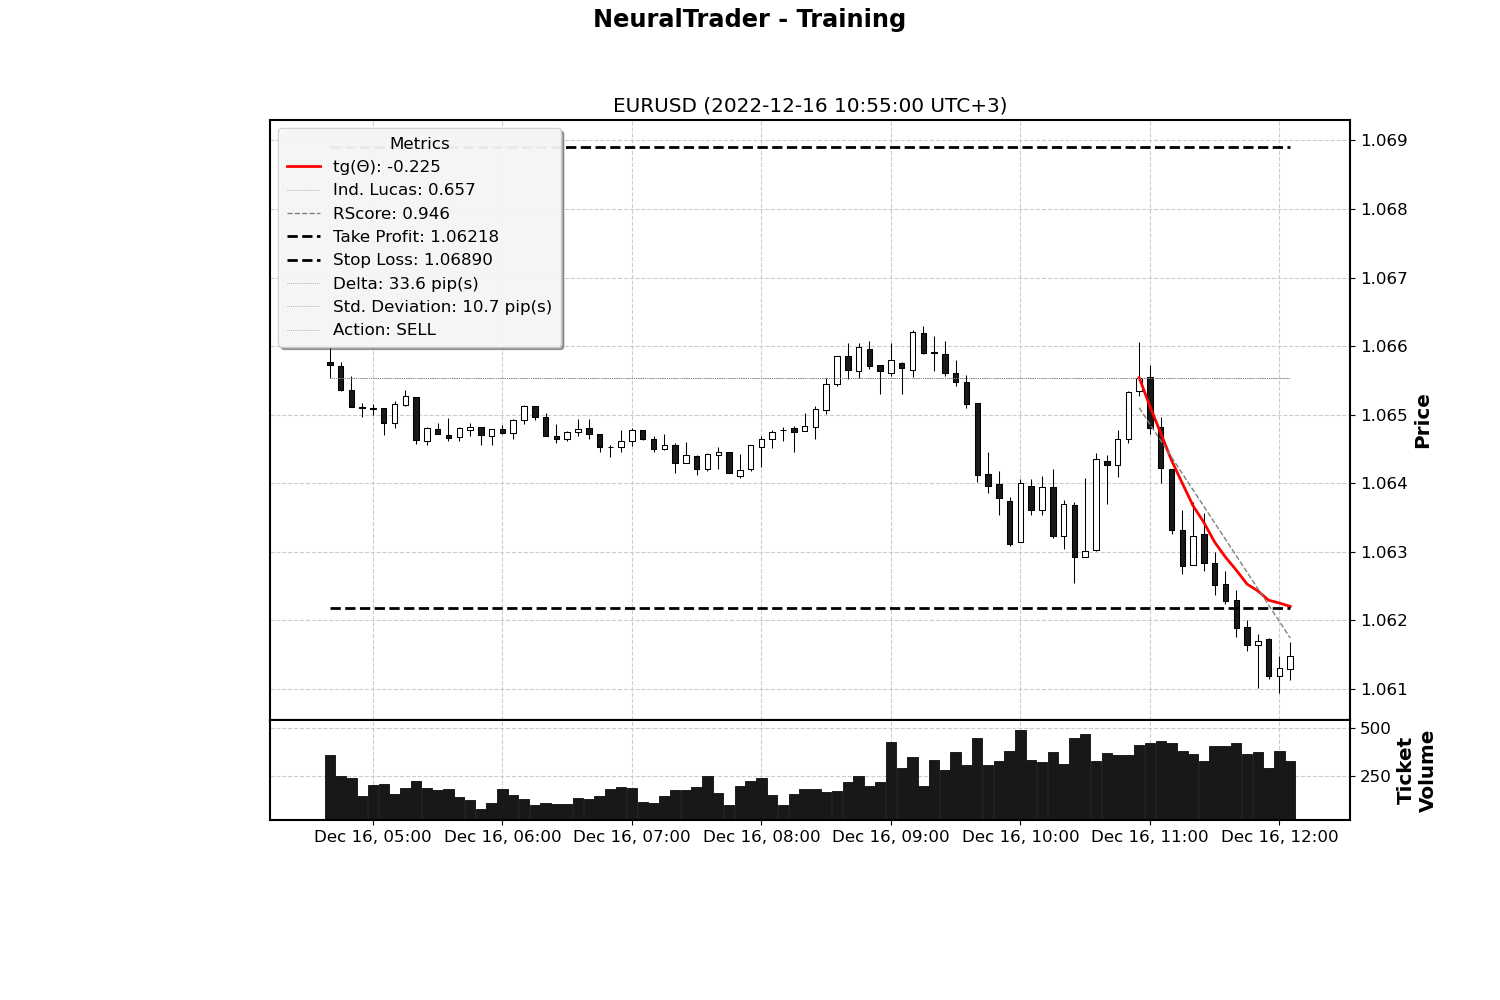 NeuralTrader - Training
EURUSD (2022-12-16 10:55:00 UTC+3)
Metrics
tg(Θ): -0.225
Ind. Lucas: 0.657
RScore: 0.946
Take Profit: 1.06218
Stop Loss: 1.06890
Delta: 33.6 pip(s)
Std. Deviation: 10.7 pip(s)
Action: SELL
1.069
1.068
1.067
1.066
1.065
1.064
1.063
1.062
1.061
Price
500
250
Ticket
Volume
Dec 16, 05:00
Dec 16, 06:00
Dec 16, 07:00
Dec 16, 08:00
Dec 16, 09:00
Dec 16, 10:00
Dec 16, 11:00
Dec 16, 12:00